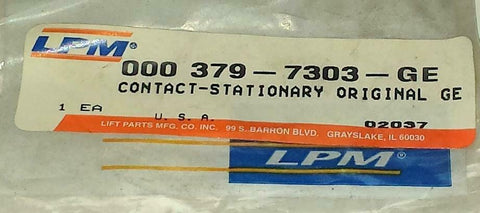 LPM®
000 379-7303-GE
CONTACT-STATIONARY ORIGINAL GE
1 EA U.S.A. 02037
LIFT PARTS MFG. CO. INC. 99 S. BARRON BLVD. GRAYSLAKE, IL 60030
LPM®